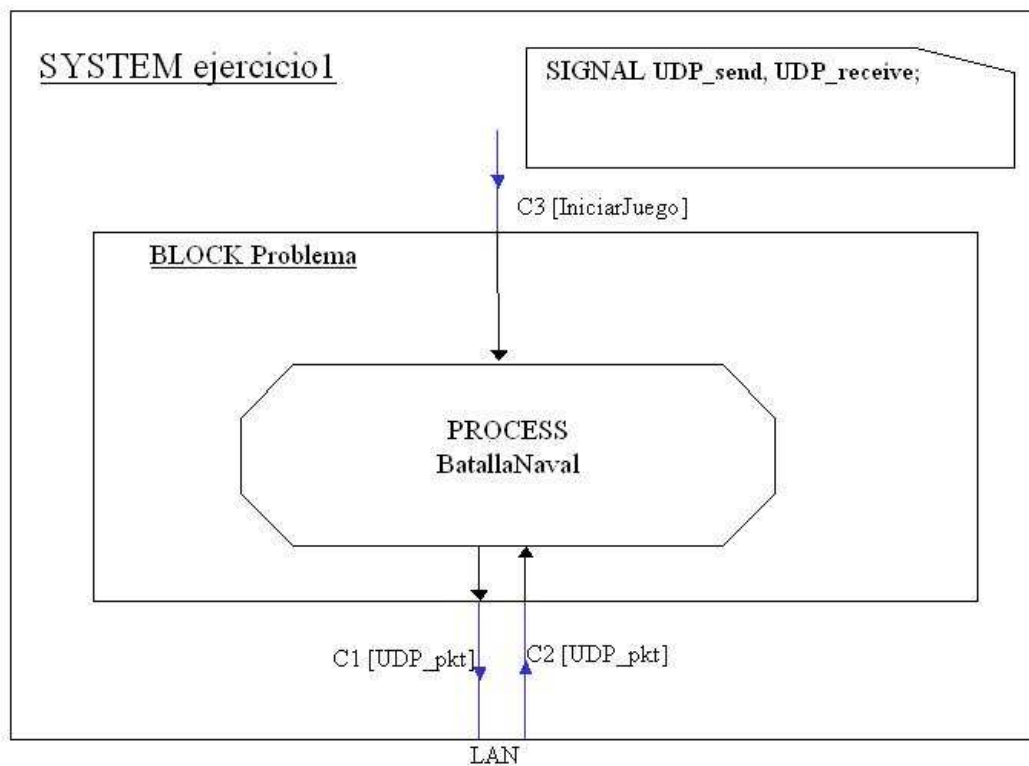 SYSTEM ejercicio1
SIGNAL UDP_send, UDP_receive;
C3 [IniciarJuego]
BLOCK Problema
PROCESS
BatallaNaval
C1 [UDP_pkt]
C2 [UDP_pkt]
LAN